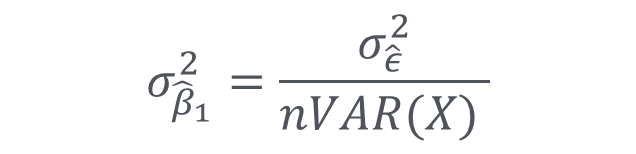 σ²_β̂₁ = σ²_ε̂ / nVAR(X)